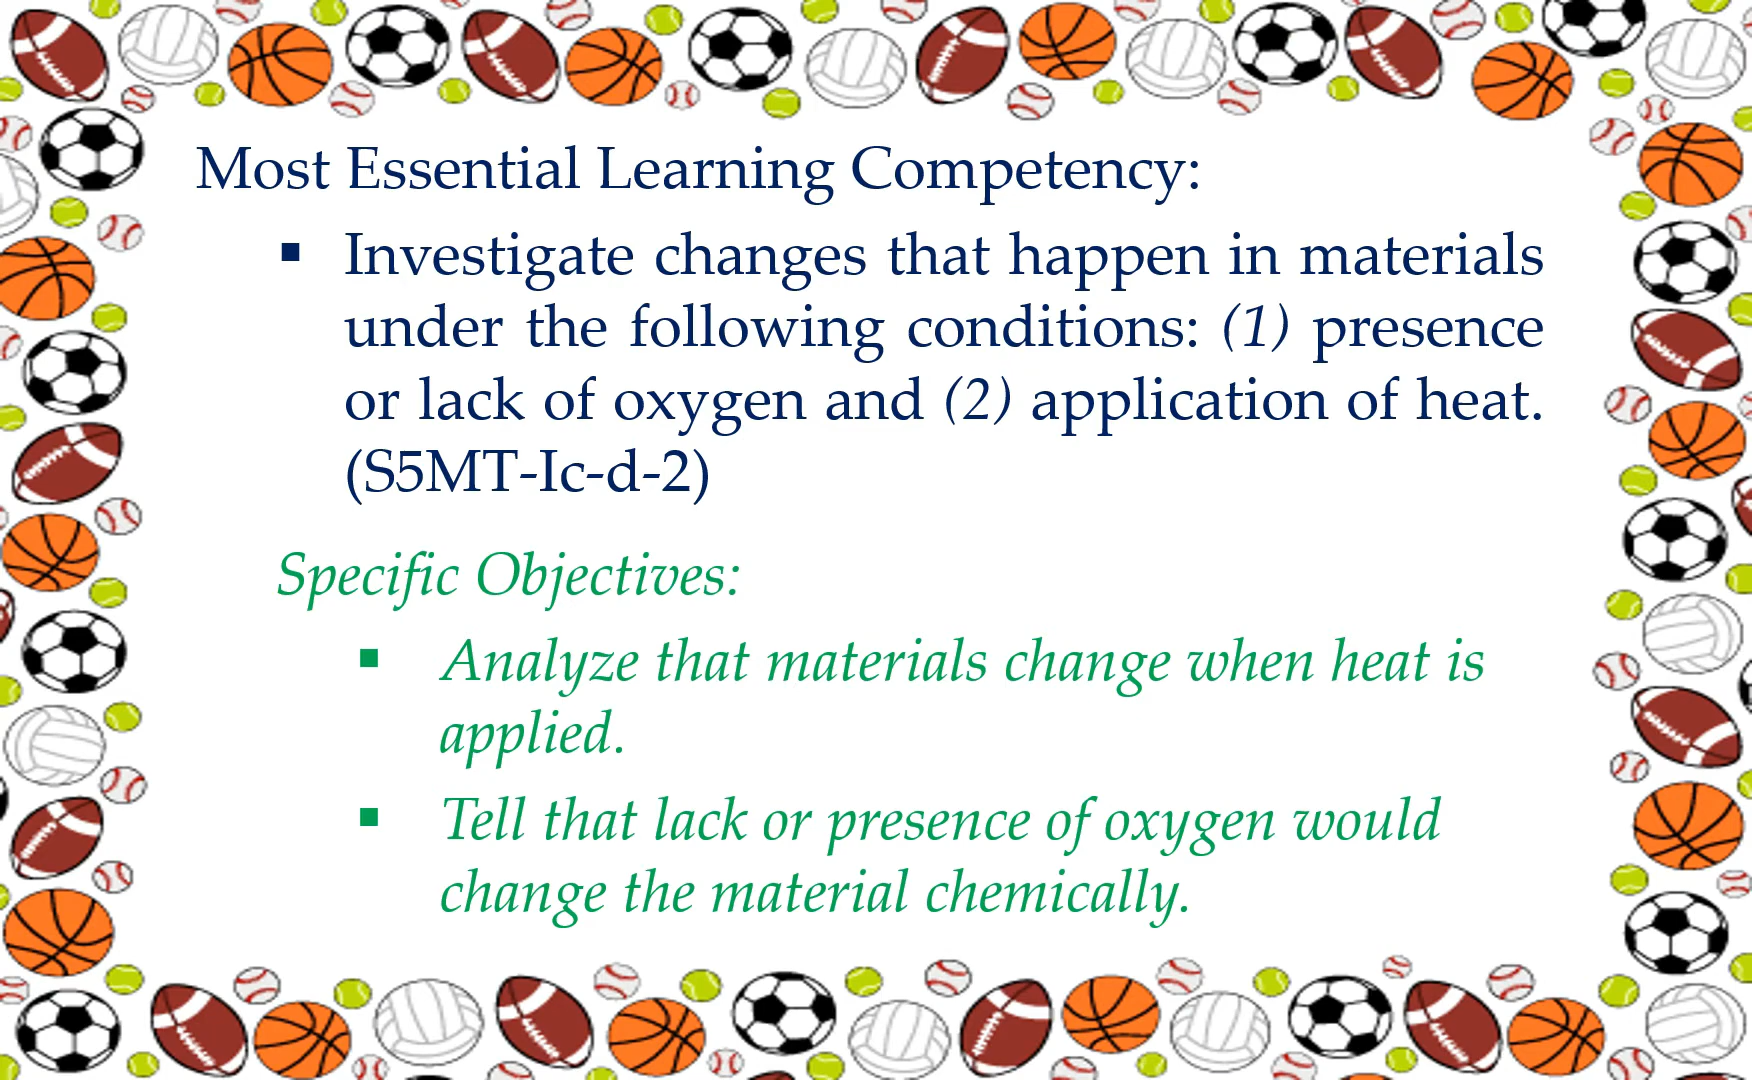 Most Essential Learning Competency:
▪ Investigate changes that happen in materials
under the following conditions: (1) presence
or lack of oxygen and (2) application of heat.
(S5MT-Ic-d-2)
Specific Objectives:
▪ Analyze that materials change when heat is
applied.
▪ Tell that lack or presence of oxygen would
change the material chemically.